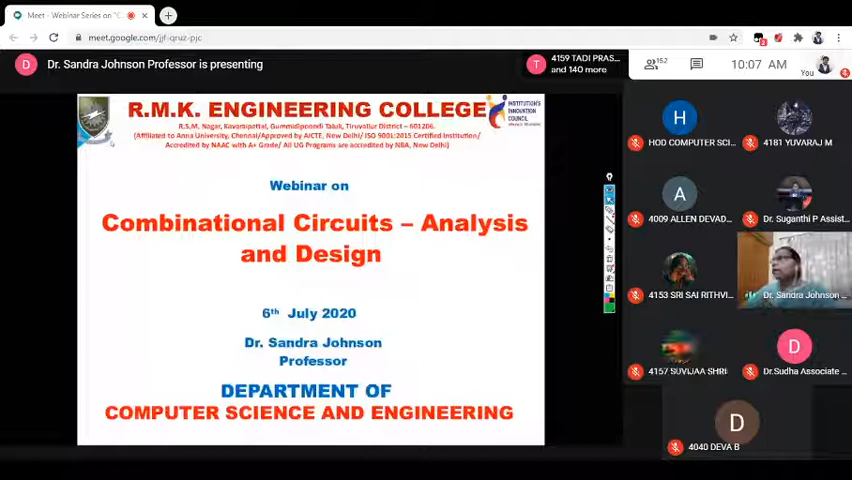 Meet - Webinar Series on "C
meet.google.com/jjf-qruz-pjc
Dr. Sandra Johnson Professor is presenting
4159 TADI PRAS...
and 140 more
152
10:07 AM
You
R.M.K. ENGINEERING COLLEGE
R.S.M. Nagar, Kavaraipettai, Gummidipoondi Taluk, Tiruvallur District – 601206.
(Affiliated to Anna University, Chennai/Approved by AICTE, New Delhi/ ISO 9001:2015 Certified Institution/
Accredited by NAAC with A+ Grade/ All UG Programs are accredited by NBA, New Delhi)
INSTITUTION'S
INNOVATION
COUNCIL
Webinar on
Combinational Circuits – Analysis
and Design
6th July 2020
Dr. Sandra Johnson
Professor
DEPARTMENT OF
COMPUTER SCIENCE AND ENGINEERING
HOD COMPUTER SCI...
4181 YUVARAJ M
4009 ALLEN DEVAD...
Dr. Suganthi P Assist...
4153 SRI SAI RITHVI...
Dr. Sandra Johnson ...
4157 SUVIJAA SHRI
Dr.Sudha Associate ...
4040 DEVA B